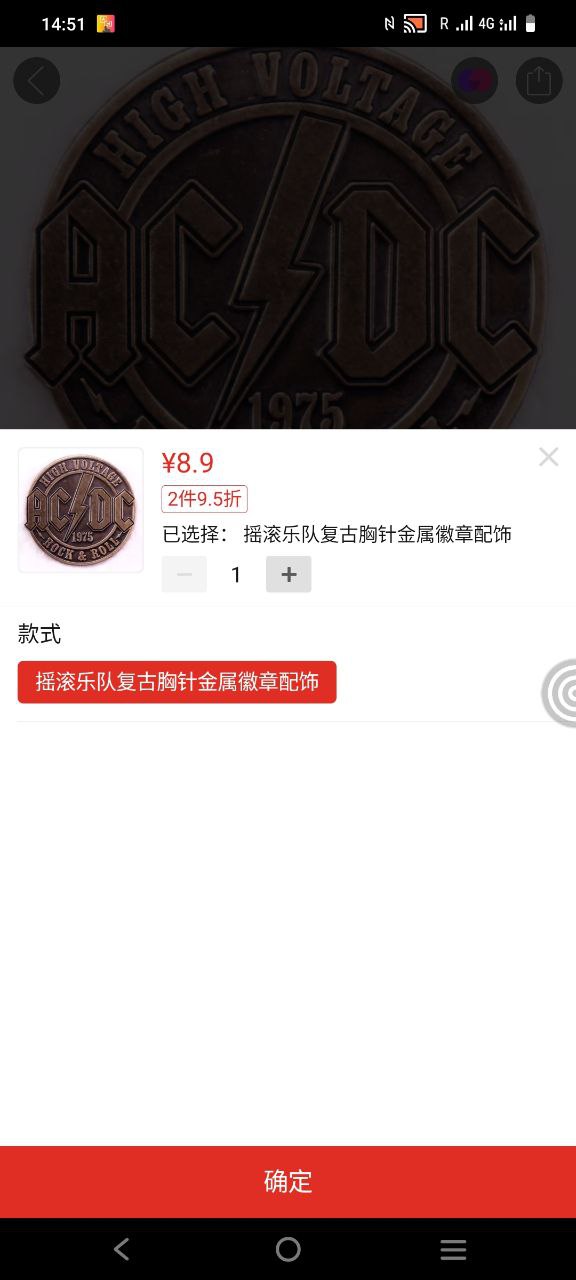 14:51
R 4G
HIGH VOLTAGE
AC DC
1975
HIGH VOLTAGE
AC DC
1975
ROCK & ROLL
¥8.9
2件9.5折
已选择： 摇滚乐队复古胸针金属徽章配饰
1
款式
摇滚乐队复古胸针金属徽章配饰
确定